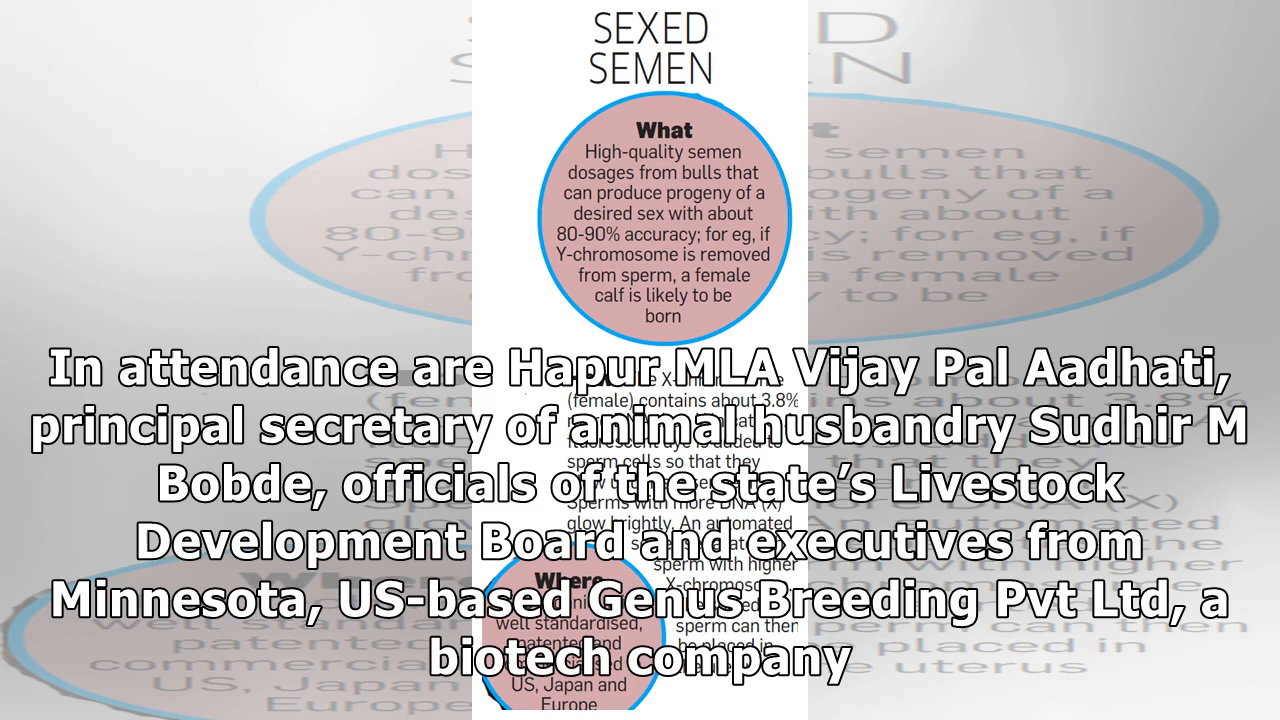 SEXED
SEMEN
What
High-quality semen
dosages from bulls that
can produce progeny of a
desired sex with about
80-90% accuracy; for eg, if
Y-chromosome is removed
from sperm, a female
calf is likely to be
born
In attendance are Hapur MLA Vijay Pal Aadhati,
principal secretary of animal husbandry Sudhir M
Bobde, officials of the state’s Livestock
Development Board and executives from
Minnesota, US-based Genus Breeding Pvt Ltd, a
biotech company
(female) contains about 3.8%
sperm cells so that they
Sperms with more DNA (X)
glow brightly. An automated
sperm with higher
sperm can then
be placed in
uterus
Where
well standardised,
patented and
US, Japan and
Europe